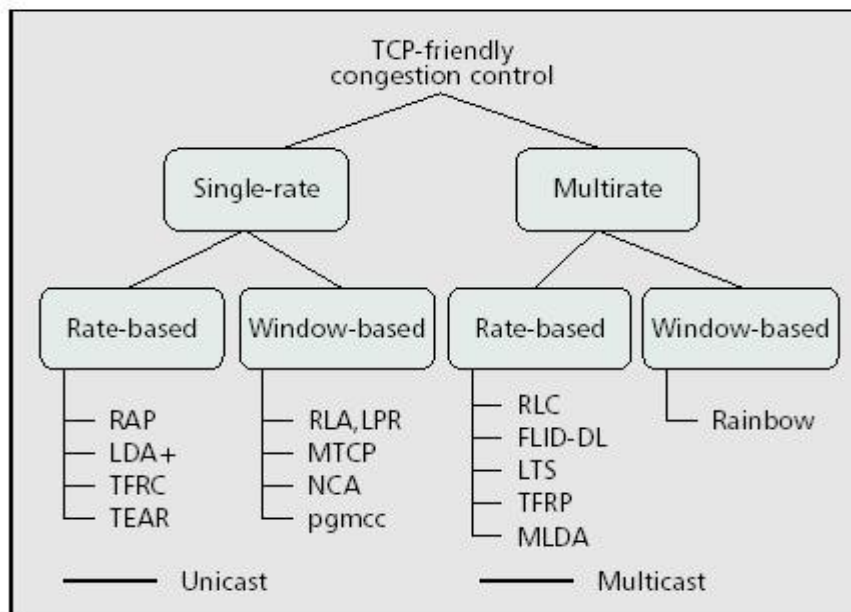 TCP-friendly
congestion control
Single-rate
Multirate
Rate-based
Window-based
Rate-based
Window-based
RAP
LDA+
TFRC
TEAR
RLA,LPR
MTCP
NCA
pgmcc
RLC
FLID-DL
LTS
TFRP
MLDA
Rainbow
Unicast
Multicast